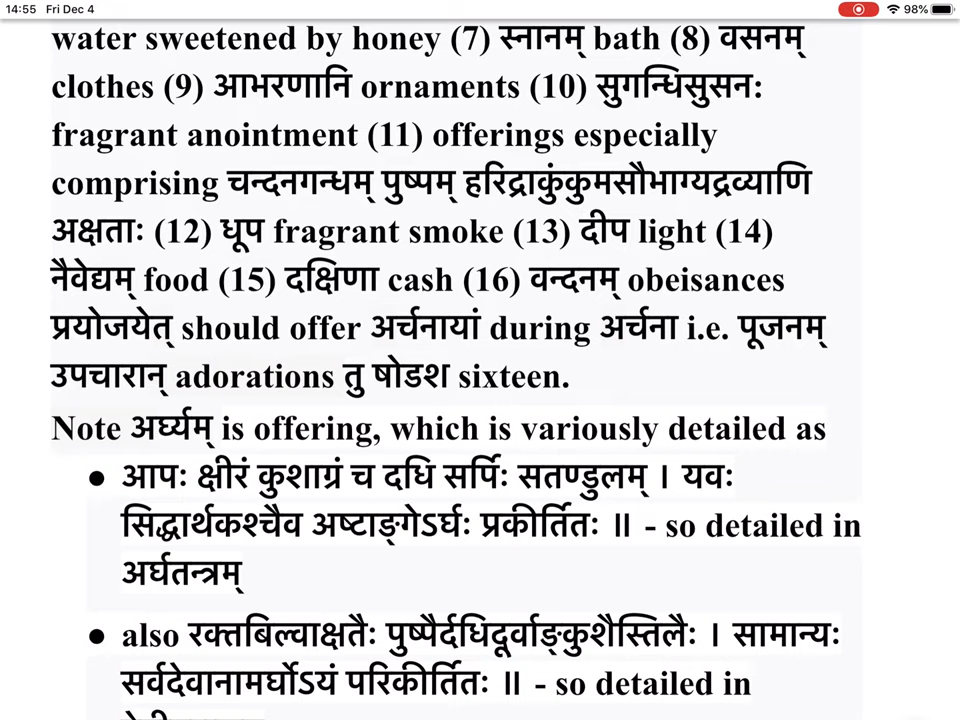 14:55 Fri Dec 4 98%
water sweetened by honey (7) स्नानम् bath (8) वसनम्
clothes (9) आभरणानि ornaments (10) सुगन्धिसुसन:
fragrant anointment (11) offerings especially
comprising चन्दनगन्धम् पुष्पम् हरिद्राकुंकुमसौभाग्यद्रव्याणि
अक्षताः (12) धूप fragrant smoke (13) दीप light (14)
नैवेद्यम् food (15) दक्षिणा cash (16) वन्दनम् obeisances
प्रयोजयेत् should offer अर्चनायां during अर्चना i.e. पूजनम्
उपचारान् adorations तु षोडश sixteen.
Note अर्घ्यम् is offering, which is variously detailed as
● आपः क्षीरं कुशाग्रं च दधि सर्पिः सतण्डुलम् । यवः
सिद्धार्थकश्चैव अष्टाङ्गेऽर्घः प्रकीर्तितः ॥ - so detailed in
अर्घतन्त्रम्
● also रक्तबिल्वाक्षतैः पुष्पैर्दधिदूर्वाङ्कुशैस्तिलैः । सामान्यः
सर्वदेवानामर्घोऽयं परिकीर्तितः ॥ - so detailed in